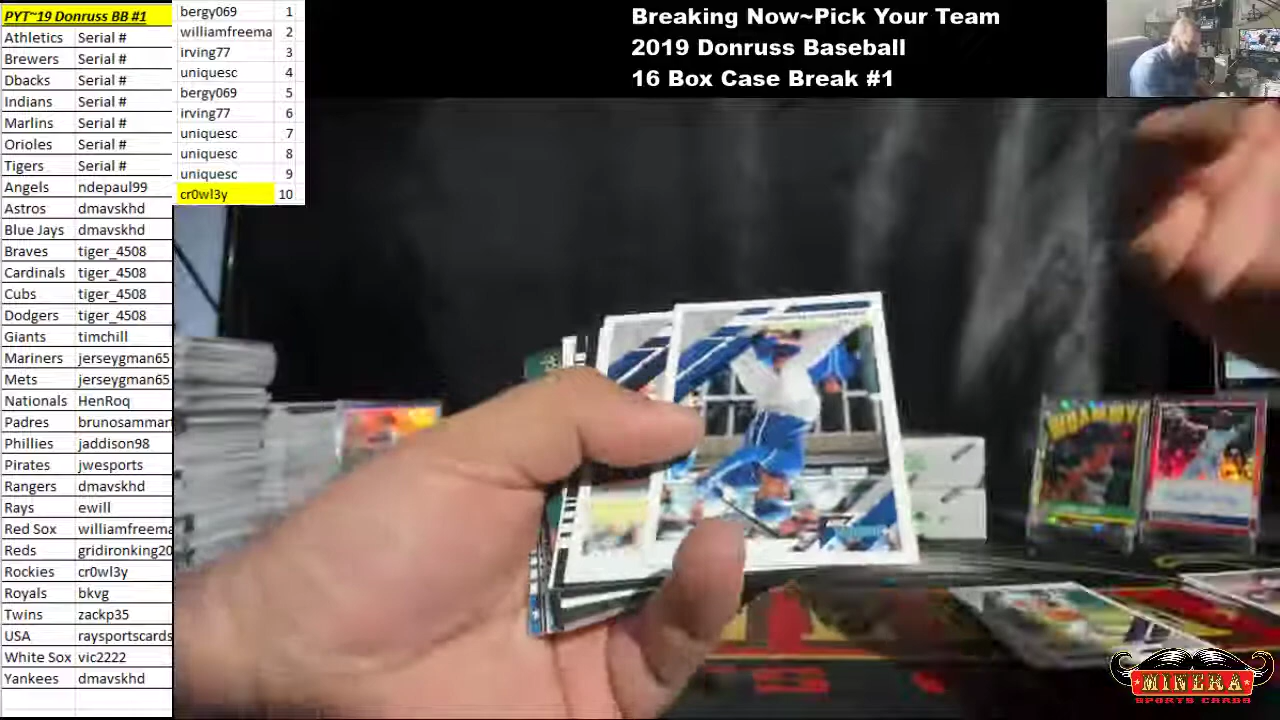 PYT~19 Donruss BB #1
Athletics Serial #
Brewers Serial #
Dbacks Serial #
Indians Serial #
Marlins Serial #
Orioles Serial #
Tigers Serial #
Angels ndepaul99
Astros dmavskhd
Blue Jays dmavskhd
Braves tiger_4508
Cardinals tiger_4508
Cubs tiger_4508
Dodgers tiger_4508
Giants timchill
Mariners jerseygman65
Mets jerseygman65
Nationals HenRoq
Padres brunosammar
Phillies jaddison98
Pirates jwesports
Rangers dmavskhd
Rays ewill
Red Sox williamfreema
Reds gridironking20
Rockies cr0wl3y
Royals bkvg
Twins zackp35
USA raysportscards
White Sox vic2222
Yankees dmavskhd
bergy069 1
williamfreema 2
irving77 3
uniquesc 4
bergy069 5
irving77 6
uniquesc 7
uniquesc 8
uniquesc 9
cr0wl3y 10
Breaking Now~Pick Your Team
2019 Donruss Baseball
16 Box Case Break #1
WHAMMY
MINERA
SPORTS CARDS